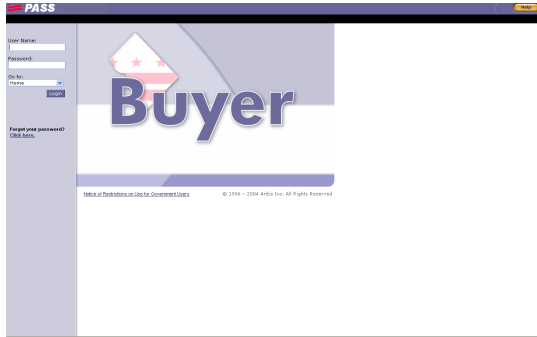 PASS
Help
User Name:
Password:
Go to:
Home
Login
Forgot your password?
Click here.
Buyer
Notice of Restrictions on Use for Government Users
© 1996 - 2004 Ariba Inc. All Rights Reserved